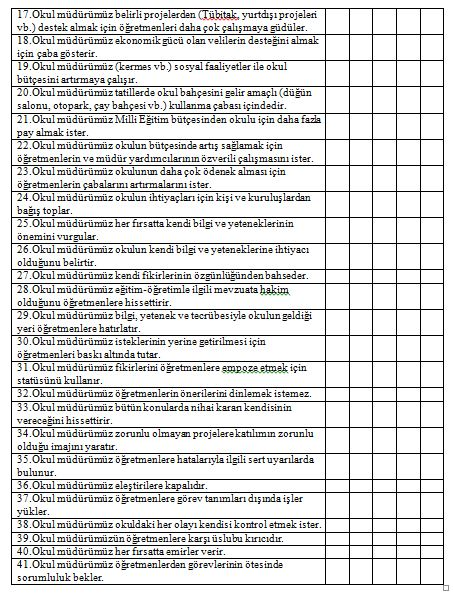 17.Okul müdürümüz belirli projelerden (Tübitak, yurtdışı projeleri
vb.) destek almak için öğretmenleri daha çok çalışmaya güdüler.
18.Okul müdürümüz ekonomik gücü olan velilerin desteğini almak
için çaba gösterir.
19.Okul müdürümüz (kermes vb.) sosyal faaliyetler ile okul
bütçesini artırmaya çalışır.
20.Okul müdürümüz tatillerde okul bahçesini gelir amaçlı (düğün
salonu, otopark, çay bahçesi vb.) kullanma çabası içindedir.
21.Okul müdürümüz Milli Eğitim bütçesinden okulu için daha fazla
pay almak ister.
22.Okul müdürümüz okulun bütçesinde artış sağlamak için
öğretmenlerin ve müdür yardımcılarının özverili çalışmasını ister.
23.Okul müdürümüz okulunun daha çok ödenek alması için
öğretmenlerin çabalarını artırmalarını ister.
24.Okul müdürümüz okulun ihtiyaçları için kişi ve kuruluşlardan
bağış toplar.
25.Okul müdürümüz her fırsatta kendi bilgi ve yeteneklerinin
önemini vurgular.
26.Okul müdürümüz okulun kendi bilgi ve yeteneklerine ihtiyacı
olduğunu belirtir.
27.Okul müdürümüz kendi fikirlerinin özgünlüğünden bahseder.
28.Okul müdürümüz eğitim-öğretimle ilgili mevzuata hakim
olduğunu öğretmenlere hissettirir.
29.Okul müdürümüz bilgi, yetenek ve tecrübesiyle okulun geldiği
yeri öğretmenlere hatırlatır.
30.Okul müdürümüz isteklerinin yerine getirilmesi için
öğretmenleri baskı altında tutar.
31.Okul müdürümüz fikirlerini öğretmenlere empoze etmek için
statüsünü kullanır.
32.Okul müdürümüz öğretmenlerin önerilerini dinlemek istemez.
33.Okul müdürümüz bütün konularda nihai kararı kendisinin
vereceğini hissettirir.
34.Okul müdürümüz zorunlu olmayan projelere katılımın zorunlu
olduğu imajını yaratır.
35.Okul müdürümüz öğretmenlere hatalarıyla ilgili sert uyarılarda
bulunur.
36.Okul müdürümüz eleştirilere kapalıdır.
37.Okul müdürümüz öğretmenlere görev tanımları dışında işler
yükler.
38.Okul müdürümüz okuldaki her olayı kendisi kontrol etmek ister.
39.Okul müdürümüzün öğretmenlere karşı üslubu kırıcıdır.
40.Okul müdürümüz her fırsatta emirler verir.
41.Okul müdürümüz öğretmenlerden görevlerinin ötesinde
sorumluluk bekler.